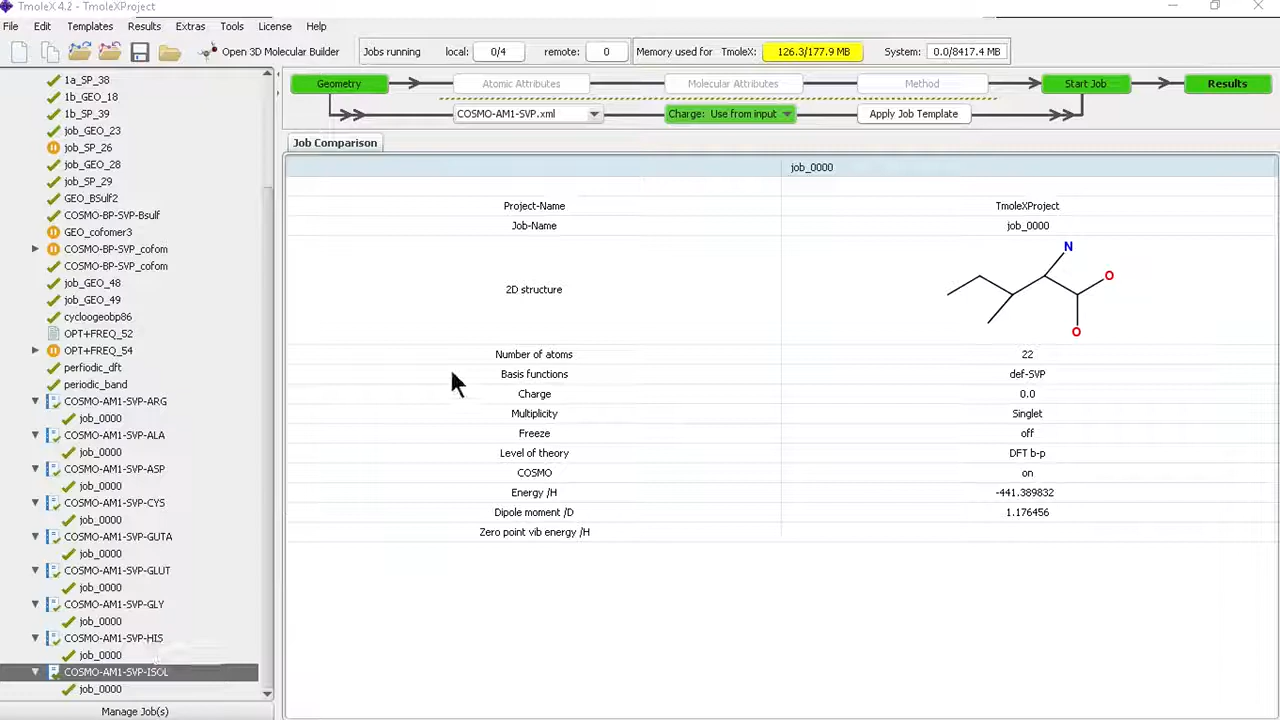 TmoleX 4.2 - TmoleXProject
File Edit Templates Results Extras Tools License Help
Open 3D Molecular Builder Jobs running local: 0/4 remote: 0 Memory used for TmoleX: 126.3/177.9 MB System: 0.0/8417.4 MB
Geometry Atomic Attributes Molecular Attributes Method Start Job Results
COSMO-AM1-SVP.xml Charge: Use from input Apply Job Template
1a_SP_38
1b_GEO_18
1b_SP_39
job_GEO_23
job_SP_26
job_GEO_28
job_SP_29
GEO_BSulf2
COSMO-BP-SVP-Bsulf
GEO_cofomer3
COSMO-BP-SVP_cofom
COSMO-BP-SVP_cofom
job_GEO_48
job_GEO_49
cycloogeobp86
OPT+FREQ_52
OPT+FREQ_54
perfiodic_dft
periodic_band
COSMO-AM1-SVP-ARG
job_0000
COSMO-AM1-SVP-ALA
job_0000
COSMO-AM1-SVP-ASP
job_0000
COSMO-AM1-SVP-CYS
job_0000
COSMO-AM1-SVP-GUTA
job_0000
COSMO-AM1-SVP-GLUT
job_0000
COSMO-AM1-SVP-GLY
job_0000
COSMO-AM1-SVP-HIS
job_0000
COSMO-AM1-SVP-ISOL
job_0000
Manage Job(s)
Job Comparison
job_0000
Project-Name TmoleXProject
Job-Name job_0000
2D structure N O O
Number of atoms 22
Basis functions def-SVP
Charge 0.0
Multiplicity Singlet
Freeze off
Level of theory DFT b-p
COSMO on
Energy /H -441.389832
Dipole moment /D 1.176456
Zero point vib energy /H